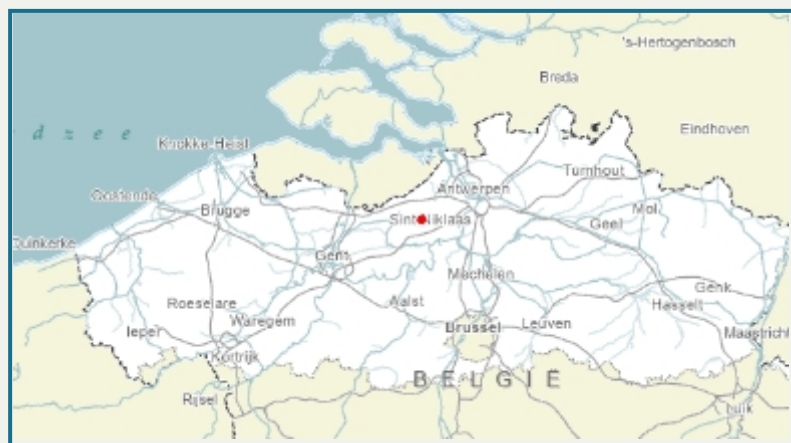 's-Hertogenbosch
Breda
d z e e
Eindhoven
Knokke-Heist
Turnhout
Antwerpen
Oostende
Mol
Brugge
Sint-Niklaas
Geel
Duinkerke
Gent
Mechelen
Genk
Roeselare
Aalst
Hasselt
Waregem
Brussel
Leuven
Ieper
Maastricht
Kortrijk
BELGIË
Rijsel
Luik